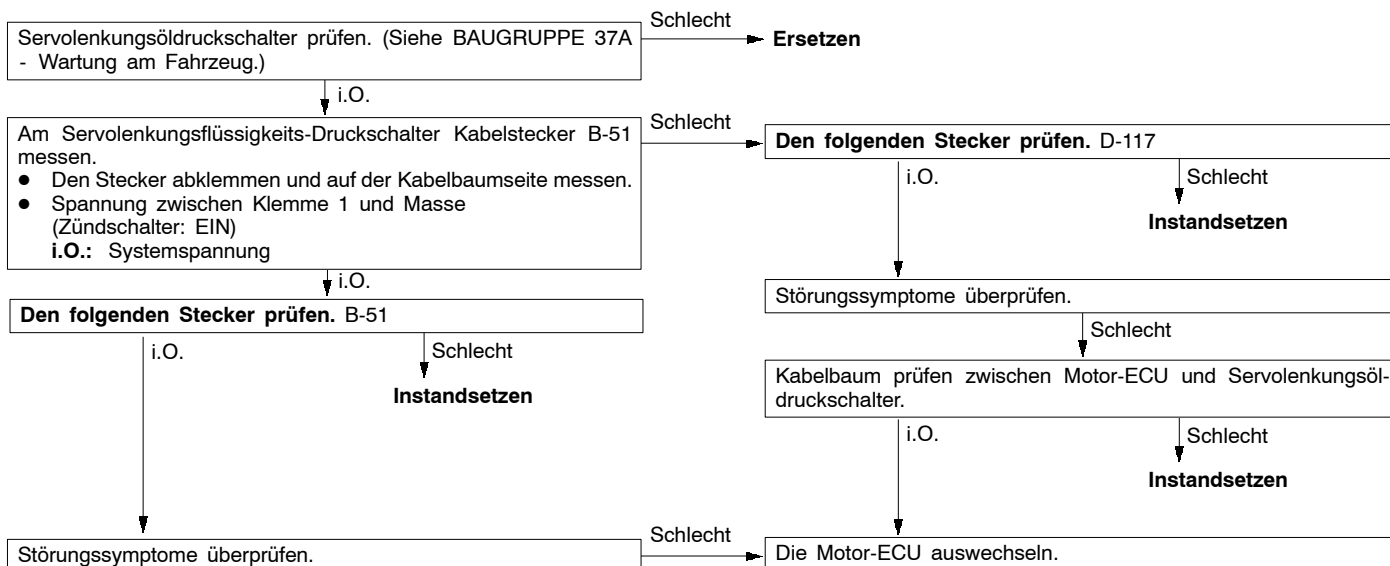 Servolenkungsöldruckschalter prüfen. (Siehe BAUGRUPPE 37A
- Wartung am Fahrzeug.)
Schlecht
Ersetzen
i.O.
Am Servolenkungsflüssigkeits-Druckschalter Kabelstecker B-51
messen.
● Den Stecker abklemmen und auf der Kabelbaumseite messen.
● Spannung zwischen Klemme 1 und Masse
(Zündschalter: EIN)
i.O.: Systemspannung
Schlecht
Den folgenden Stecker prüfen. D-117
i.O.
Schlecht
Instandsetzen
i.O.
Den folgenden Stecker prüfen. B-51
i.O.
Schlecht
Instandsetzen
Störungssymptome überprüfen.
Schlecht
Kabelbaum prüfen zwischen Motor-ECU und Servolenkungsöl-
druckschalter.
i.O.
Schlecht
Instandsetzen
Störungssymptome überprüfen.
Schlecht
Die Motor-ECU auswechseln.